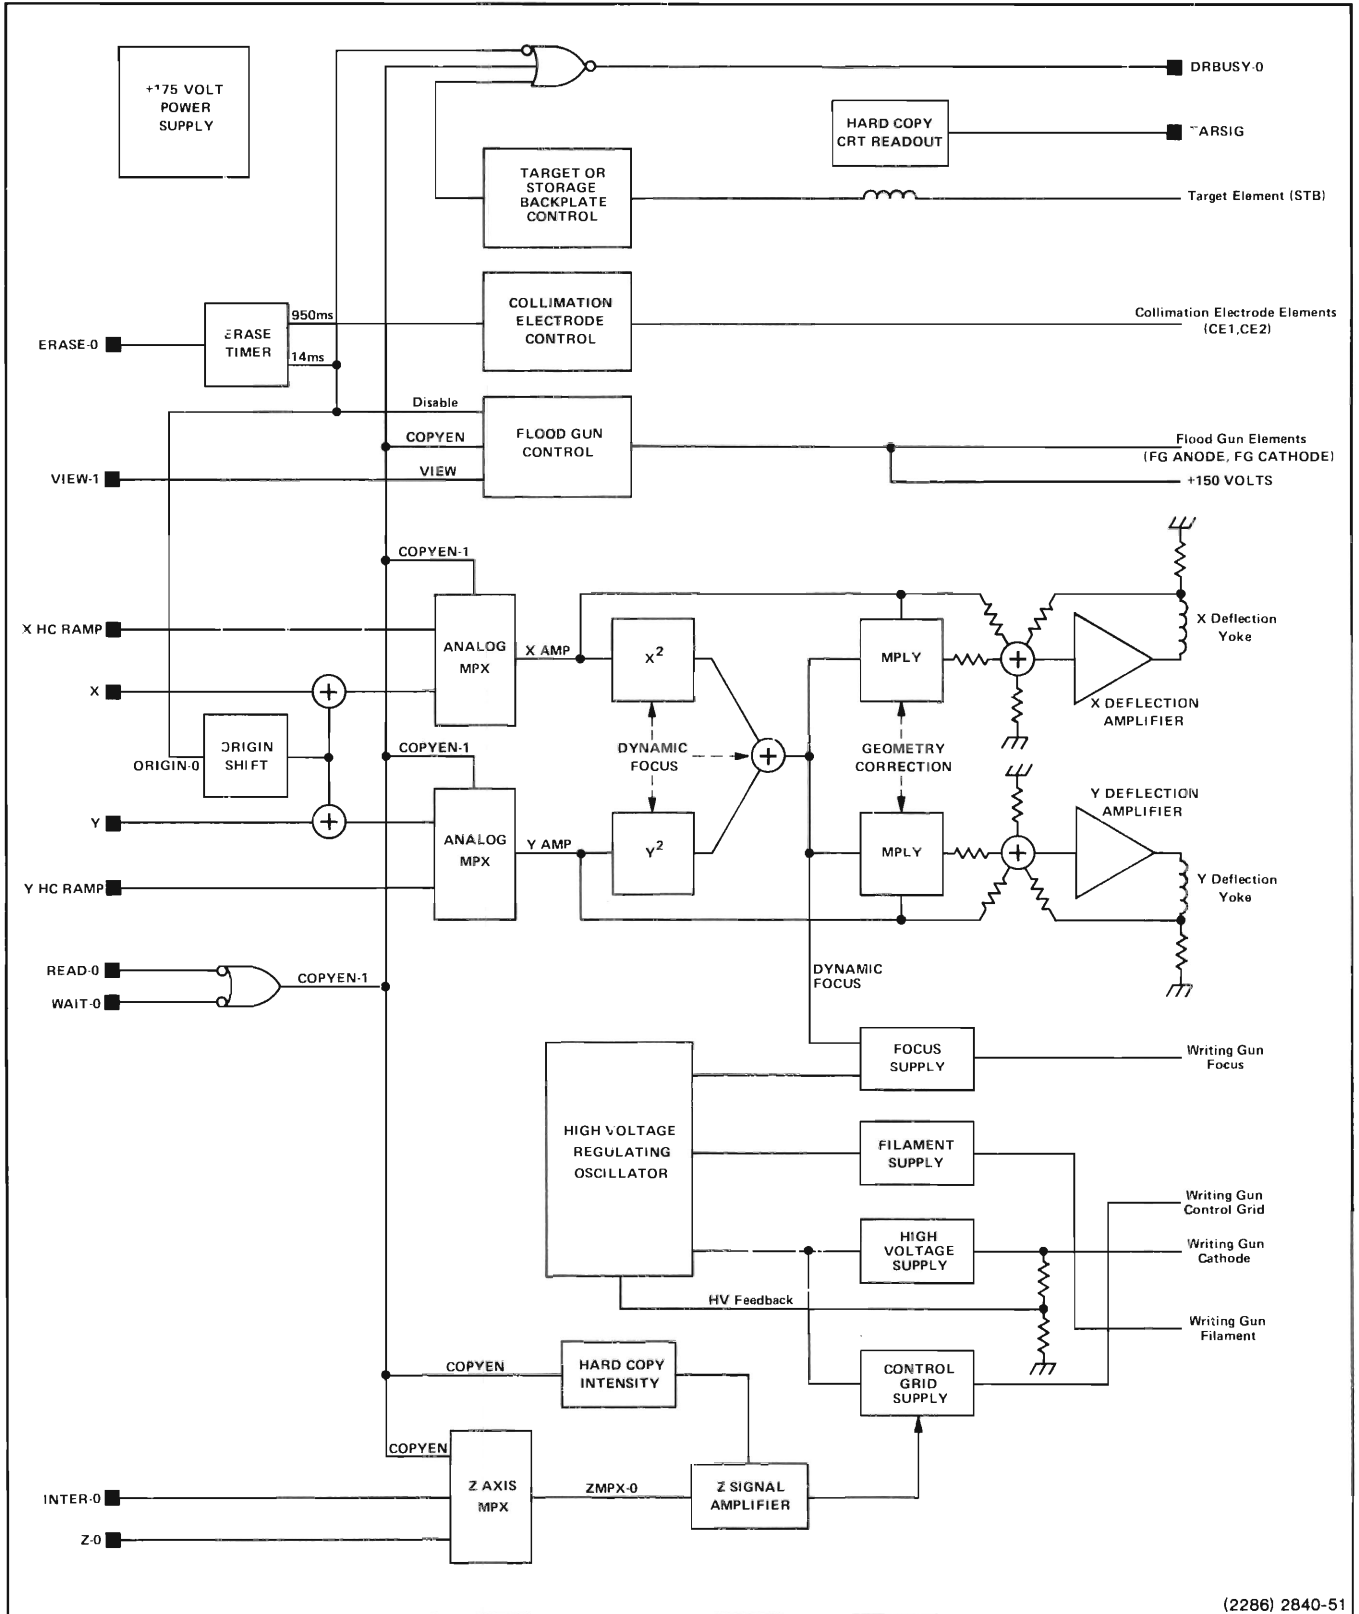 +175 VOLT
POWER
SUPPLY
DRBUSY-0
HARD COPY
CRT READOUT
TARSIG
TARGET OR
STORAGE
BACKPLATE
CONTROL
Target Element (STB)
ERASE-0
ERASE
TIMER
950ms
14ms
COLLIMATION
ELECTRODE
CONTROL
Collimation Electrode Elements
(CE1,CE2)
Disable
COPYEN
VIEW-1
VIEW
FLOOD GUN
CONTROL
Flood Gun Elements
(FG ANODE, FG CATHODE)
+150 VOLTS
COPYEN-1
X HC RAMP
ANALOG
MPX
X AMP
X²
MPLY
+
X Deflection
Yoke
X DEFLECTION
AMPLIFIER
X
+
ORIGIN-0
ORIGIN
SHIFT
COPYEN-1
DYNAMIC
FOCUS
+
GEOMETRY
CORRECTION
Y DEFLECTION
AMPLIFIER
Y
+
ANALOG
MPX
Y AMP
Y²
MPLY
+
Y HC RAMP
Y Deflection
Yoke
READ-0
WAIT-0
COPYEN-1
DYNAMIC
FOCUS
HIGH VOLTAGE
REGULATING
OSCILLATOR
FOCUS
SUPPLY
Writing Gun
Focus
FILAMENT
SUPPLY
Writing Gun
Control Grid
HIGH
VOLTAGE
SUPPLY
Writing Gun
Cathode
HV Feedback
Writing Gun
Filament
COPYEN
HARD COPY
INTENSITY
CONTROL
GRID
SUPPLY
COPYEN
INTER-0
Z-0
Z AXIS
MPX
ZMPX-0
Z SIGNAL
AMPLIFIER
(2286) 2840-51